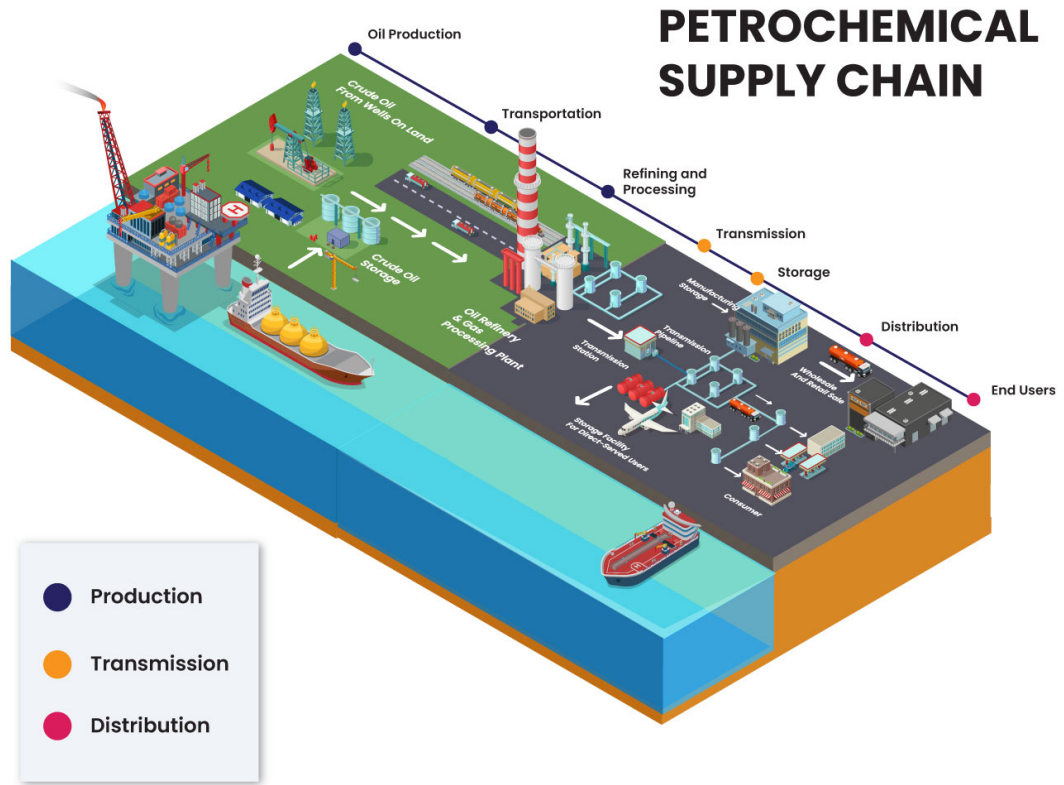 PETROCHEMICAL
SUPPLY CHAIN
Oil Production
Transportation
Refining and
Processing
Transmission
Storage
Distribution
End Users
Crude Oil
From Wells On Land
Crude Oil
Storage
Oil Refinery
& Gas
Processing Plant
Manufacturing
Storage
Transmission
Pipeline
Transmission
Station
Wholesale
And Retail Sale
Storage Facility
For Direct-Served Users
Consumer
H
Production
Transmission
Distribution